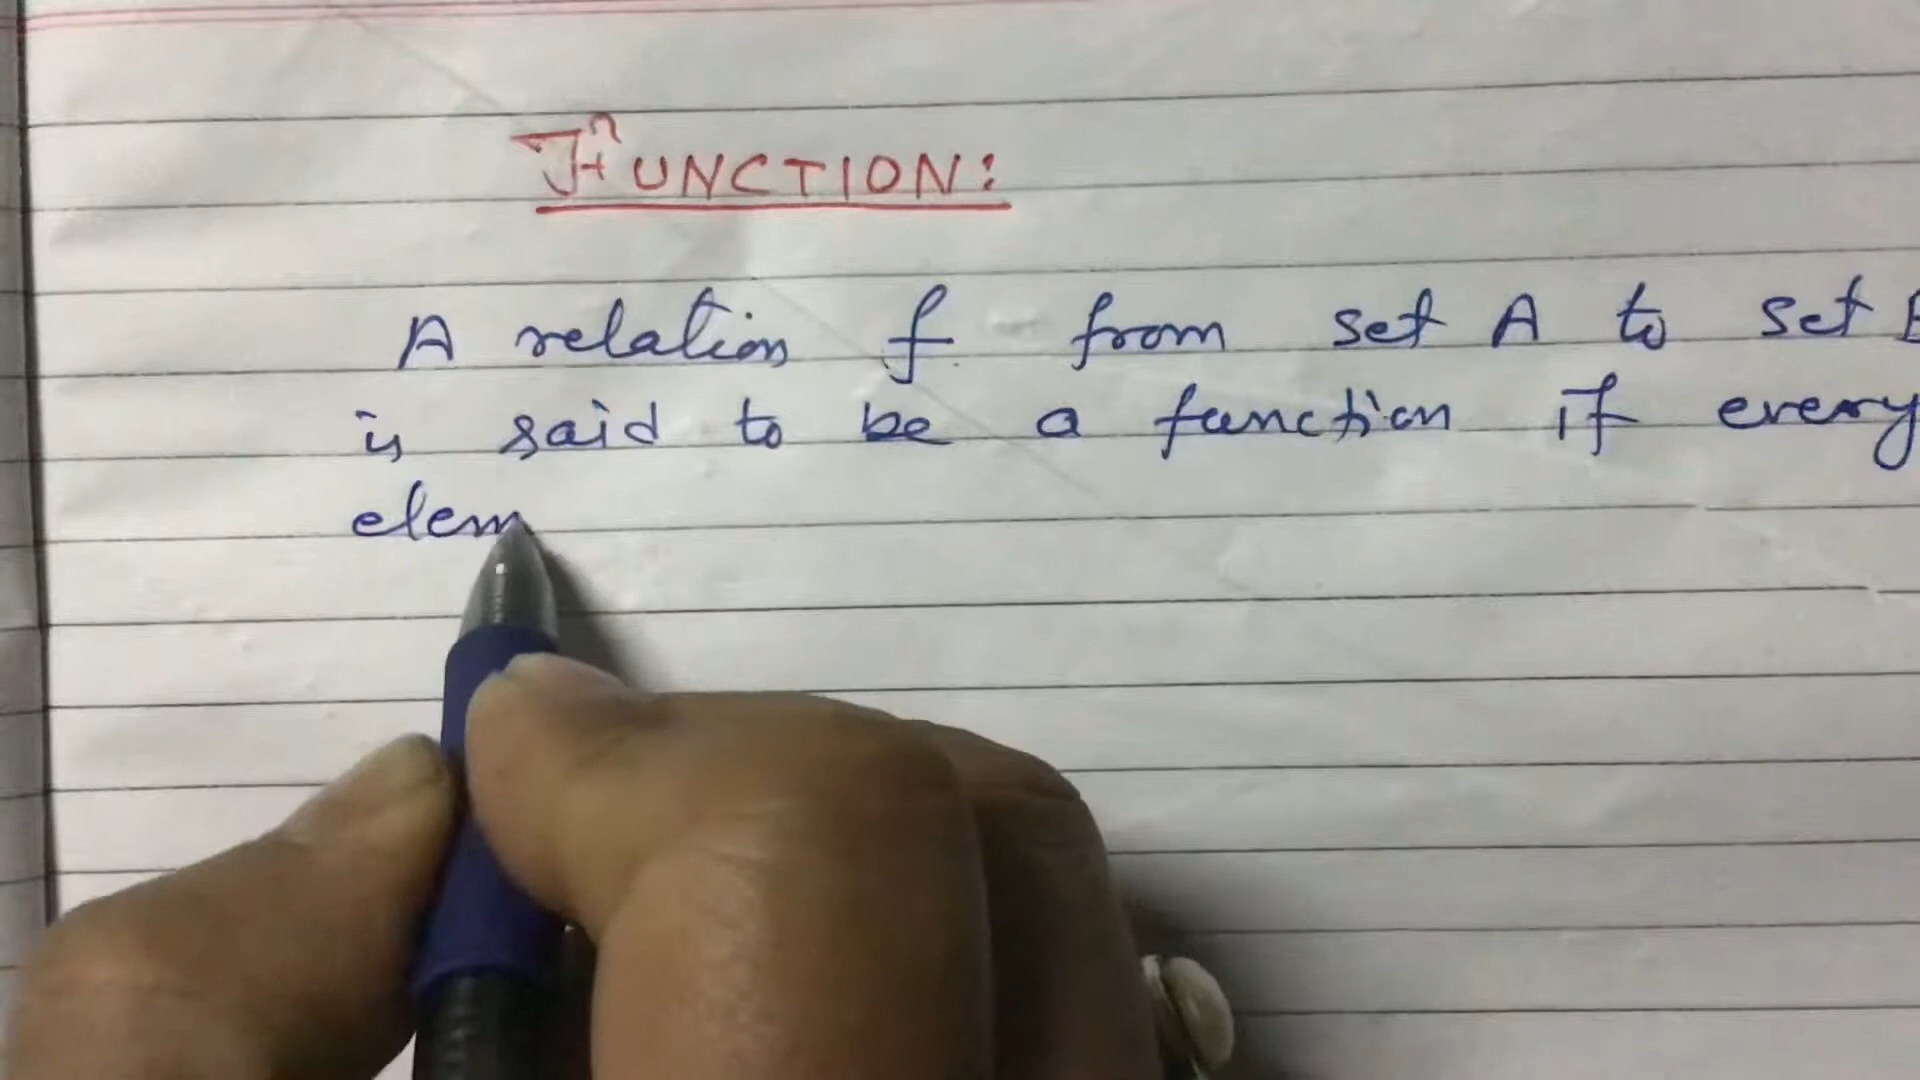 FUNCTION:
A relation f from set A to set B
is said to be a function if every
elem